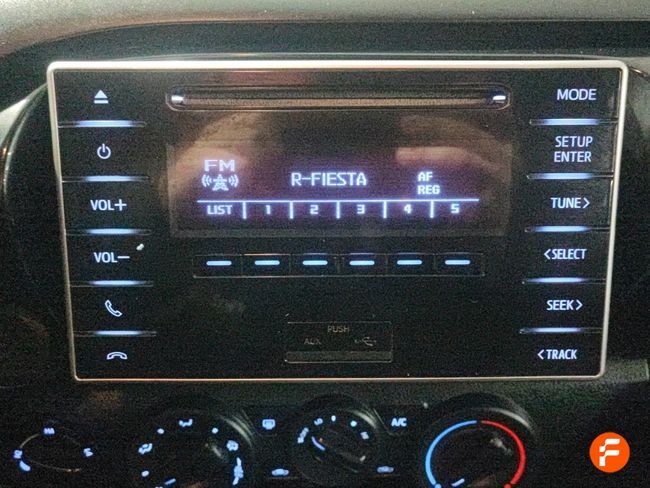 MODE
SETUP
ENTER
VOL+
TUNE>
VOL-
<SELECT
SEEK>
<TRACK
FM
R-FIESTA
AF
REG
LIST 1 2 3 4 5
PUSH
AUX
A/C